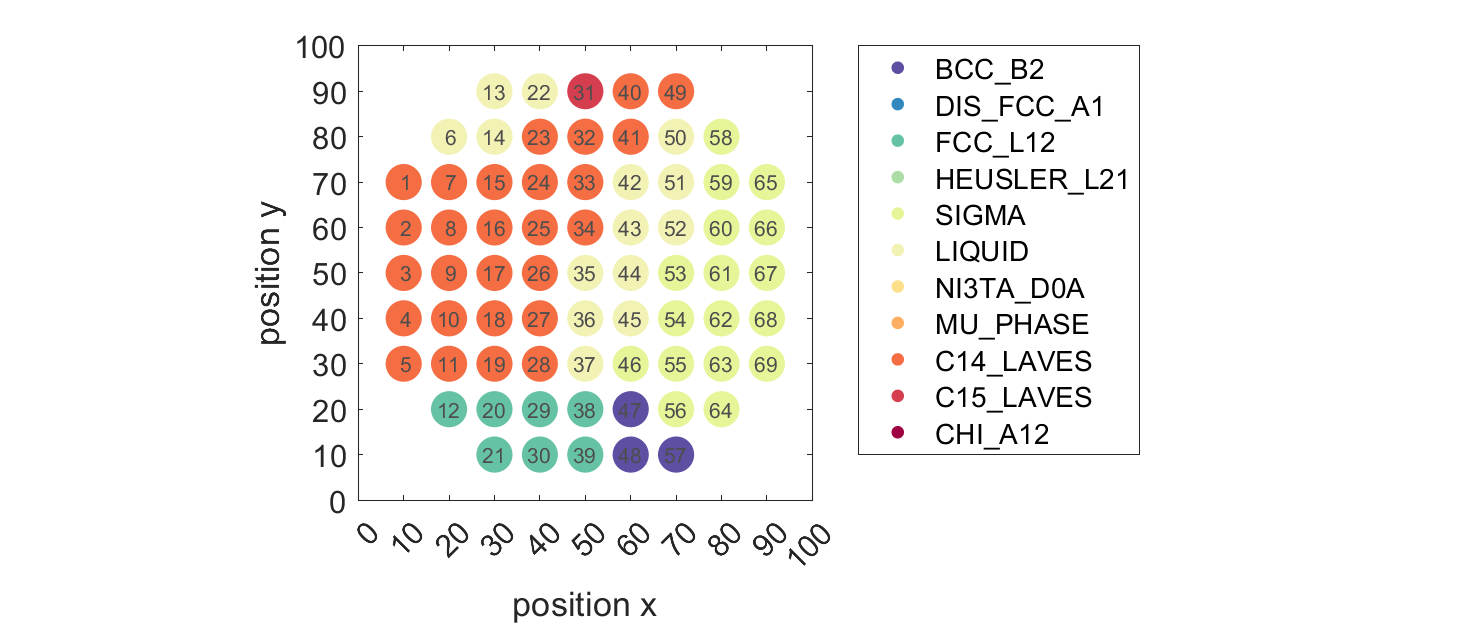 100
90
80
70
60
50
40
30
20
10
0
position y
13 22 31 40 49
6 14 23 32 41 50 58
1 7 15 24 33 42 51 59 65
2 8 16 25 34 43 52 60 66
3 9 17 26 35 44 53 61 67
4 10 18 27 36 45 54 62 68
5 11 19 28 37 46 55 63 69
12 20 29 38 47 56 64
21 30 39 48 57
0 10 20 30 40 50 60 70 80 90 100
position x
BCC_B2
DIS_FCC_A1
FCC_L12
HEUSLER_L21
SIGMA
LIQUID
NI3TA_D0A
MU_PHASE
C14_LAVES
C15_LAVES
CHI_A12